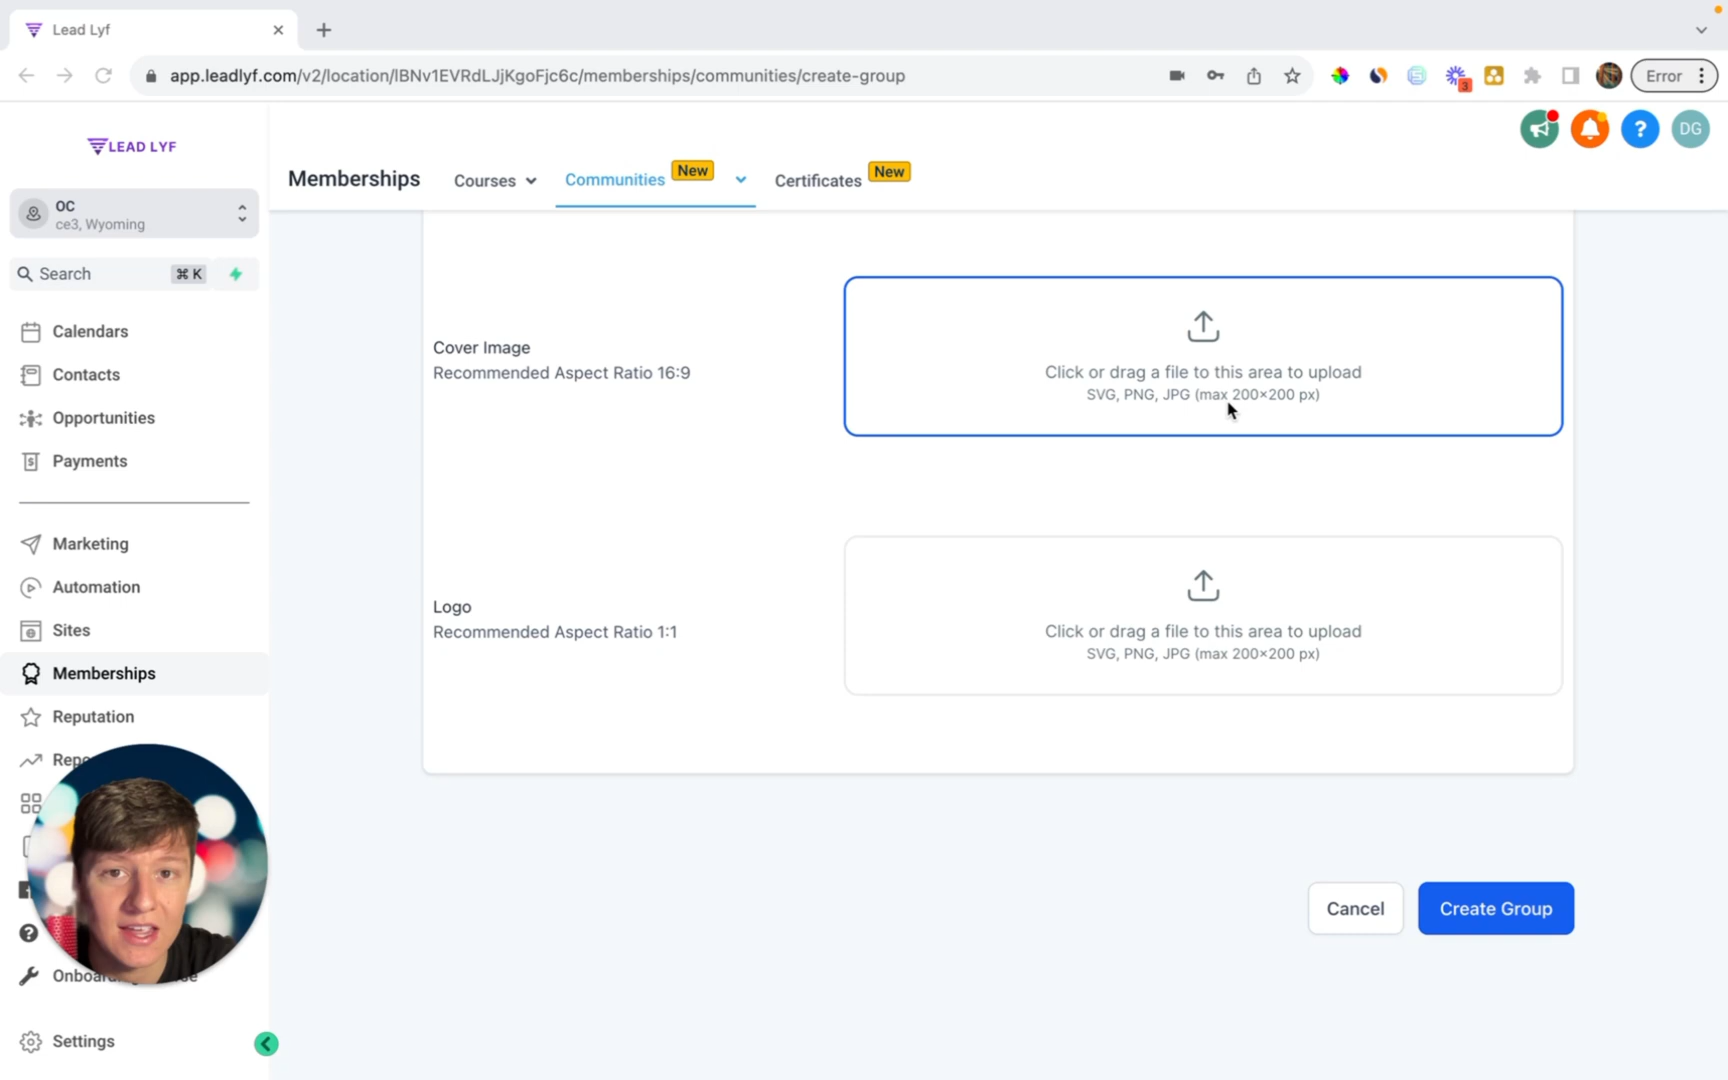 Lead Lyf
app.leadlyf.com/v2/location/lBNv1EVRdLJjKgoFjc6c/memberships/communities/create-group
3
Error
LEAD LYF
DG
OC
ce3, Wyoming
Search
⌘ K
Calendars
Contacts
Opportunities
Payments
Marketing
Automation
Sites
Memberships
Reputation
Settings
Memberships
Courses
Communities
New
Certificates
New
Cover Image
Recommended Aspect Ratio 16:9
Click or drag a file to this area to upload
SVG, PNG, JPG (max 200×200 px)
Logo
Recommended Aspect Ratio 1:1
Click or drag a file to this area to upload
SVG, PNG, JPG (max 200×200 px)
Cancel
Create Group